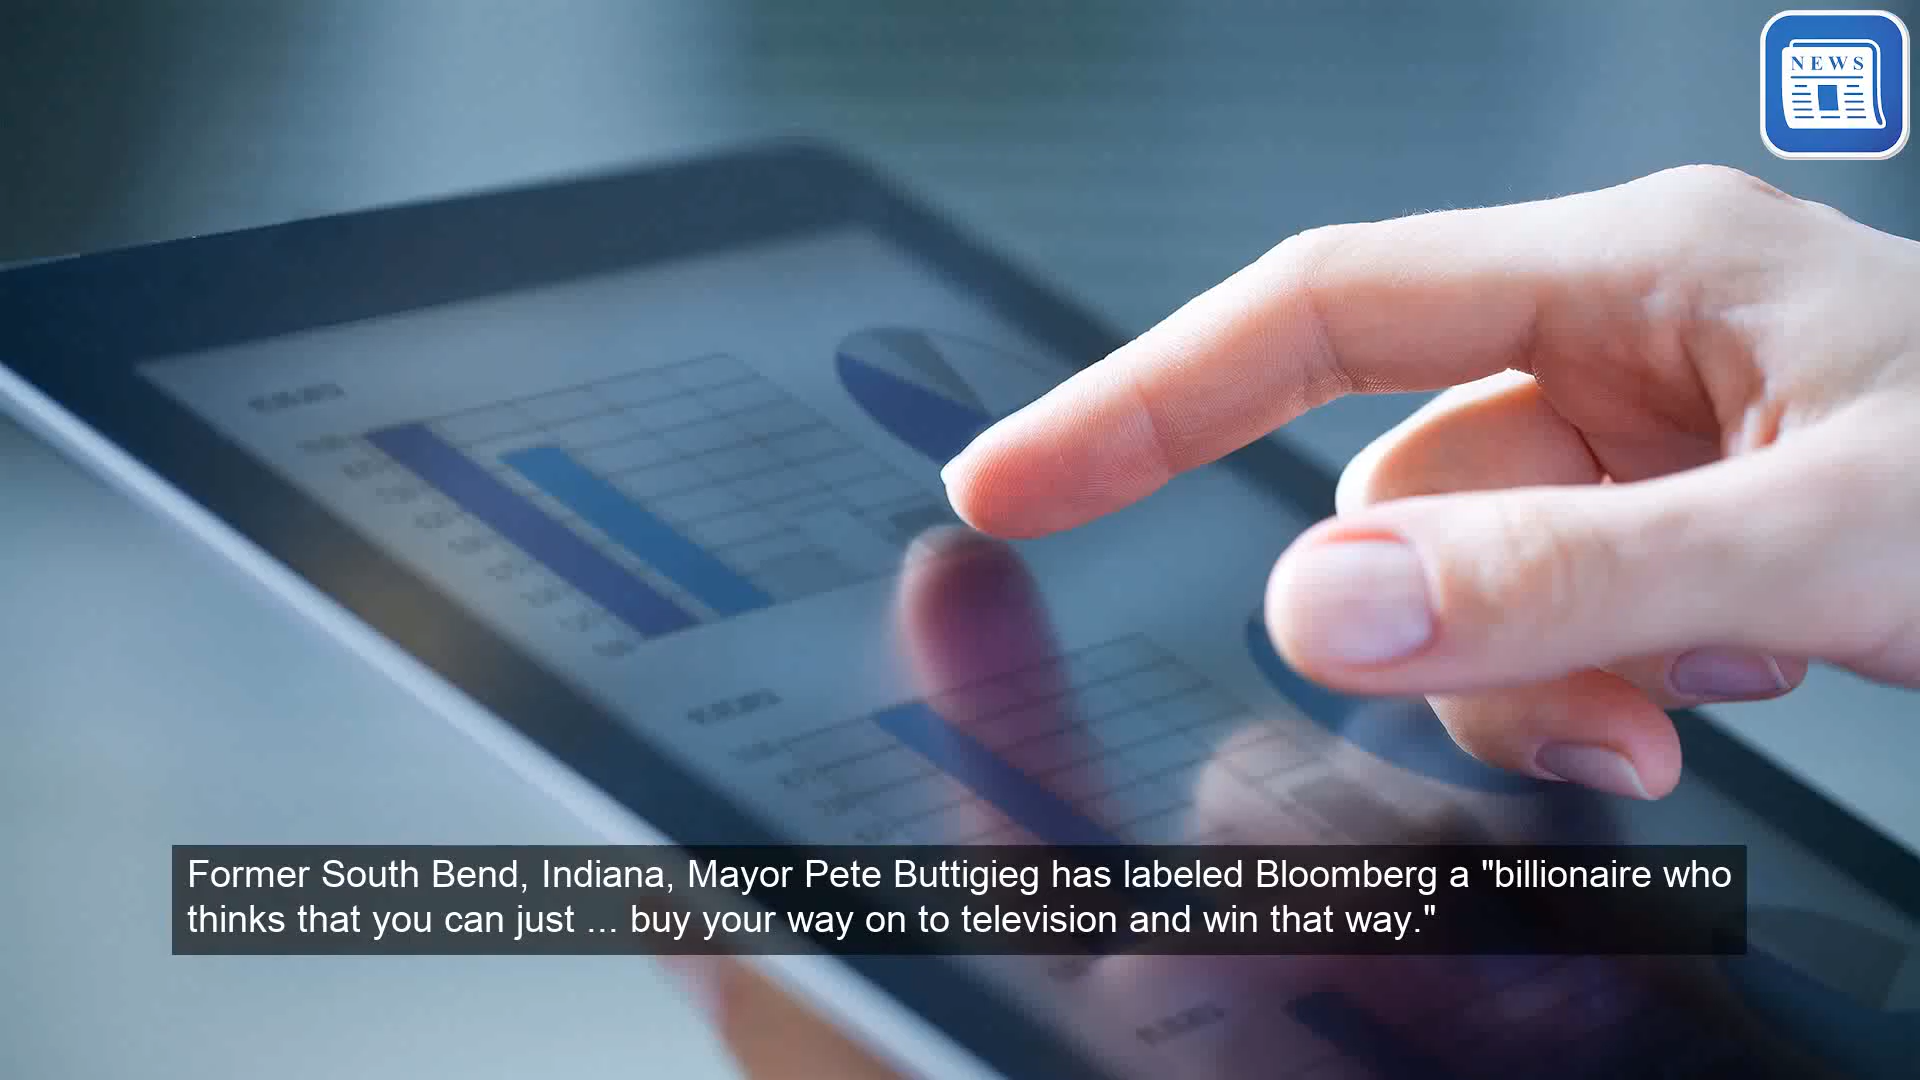 NEWS
Former South Bend, Indiana, Mayor Pete Buttigieg has labeled Bloomberg a "billionaire who
thinks that you can just ... buy your way on to television and win that way."